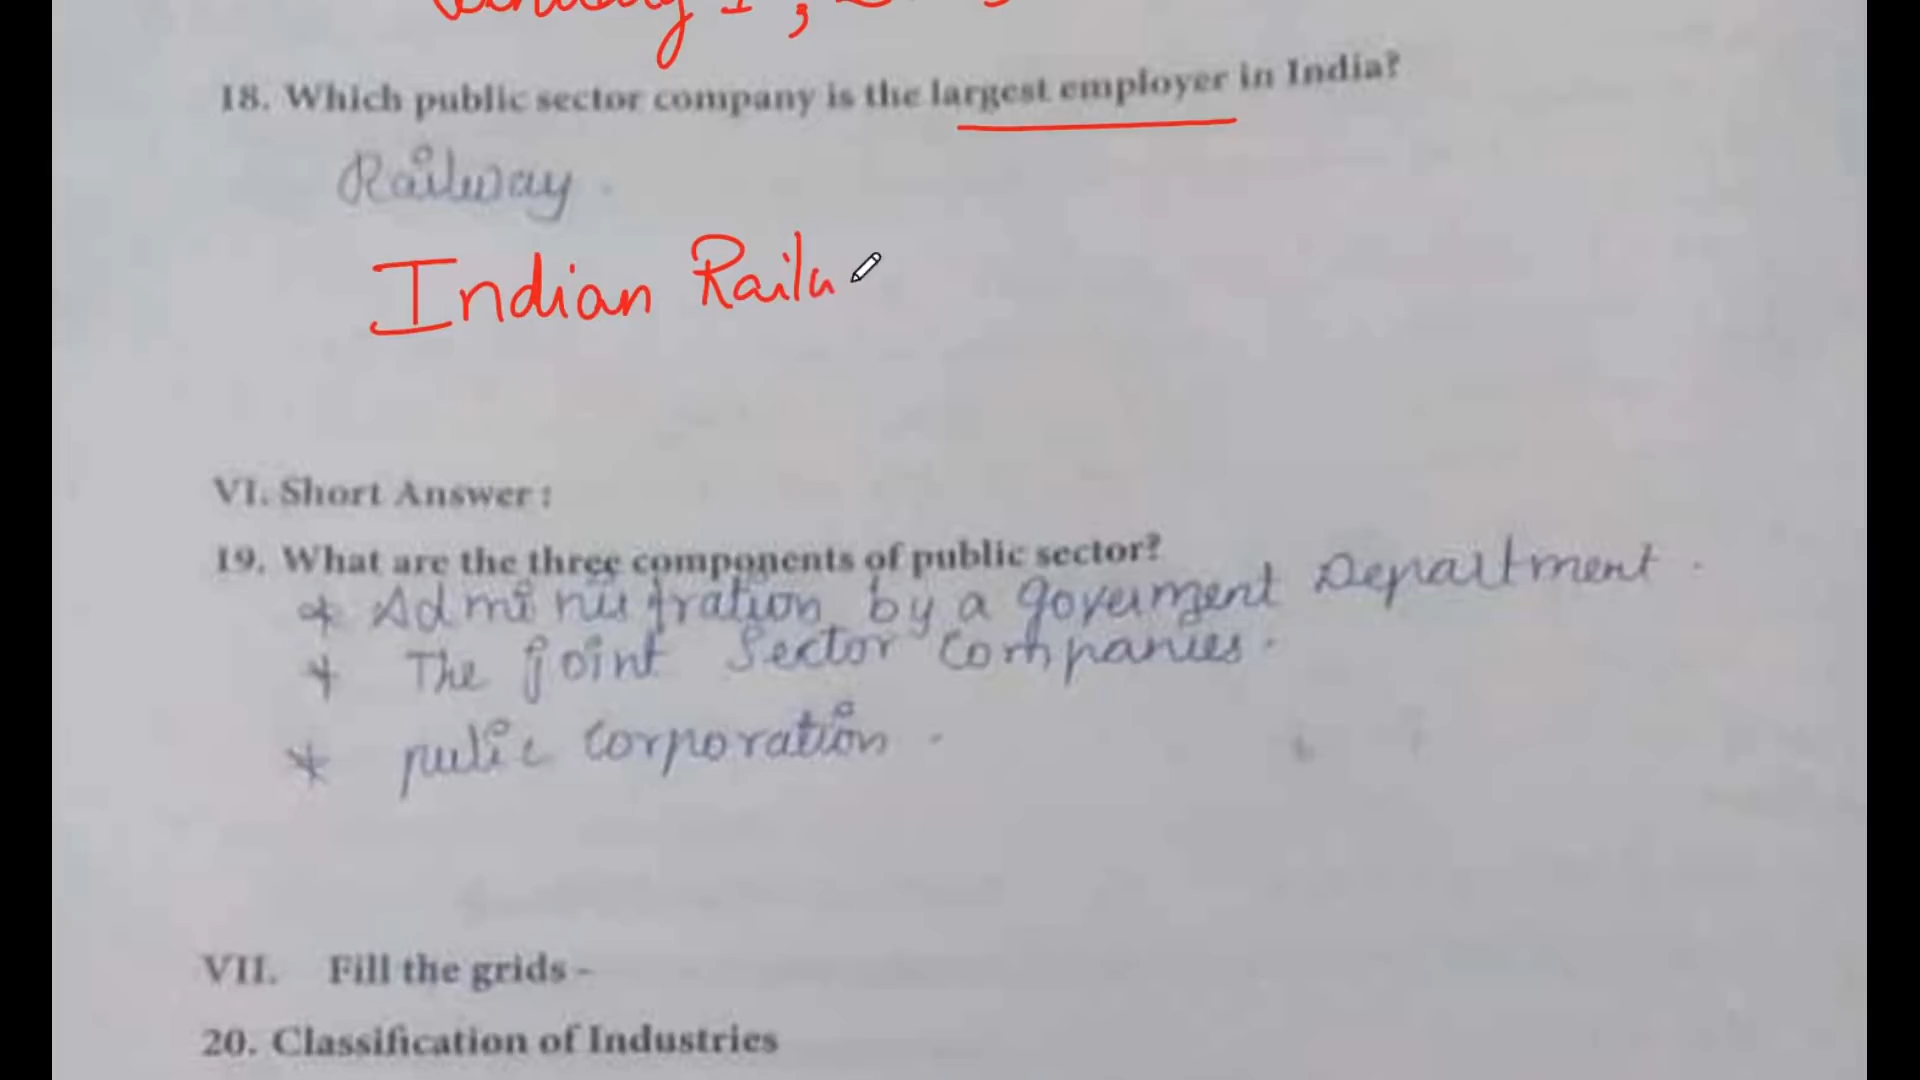 18. Which public sector company is the largest employer in India?
Railway.
Indian Railw
VI. Short Answer :
19. What are the three components of public sector?
* Administration by a government Department.
* The joint Sector Companies.
* pulic corporation.
VII. Fill the grids -
20. Classification of Industries